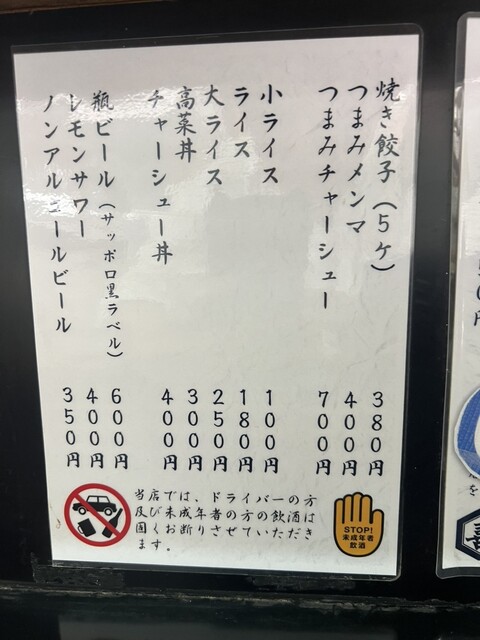 焼き餃子(5ケ) 380円
つまみメンマ 400円
つまみチャーシュー 700円
小ライス 100円
ライス 180円
大ライス 250円
高菜丼 300円
チャーシュー丼 400円
瓶ビール(サッポロ黒ラベル) 600円
レモンサワー 400円
ノンアルコールビール 350円
当店では、ドライバーの方
及び未成年者の方の飲酒は
固くお断りさせていただき
ます。
STOP!
未成年者
飲酒